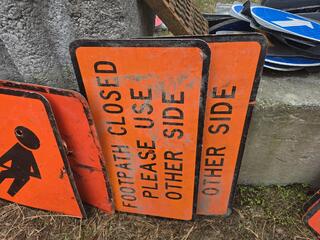 FOOTPATH CLOSED
PLEASE USE
OTHER SIDE
OTHER SIDE